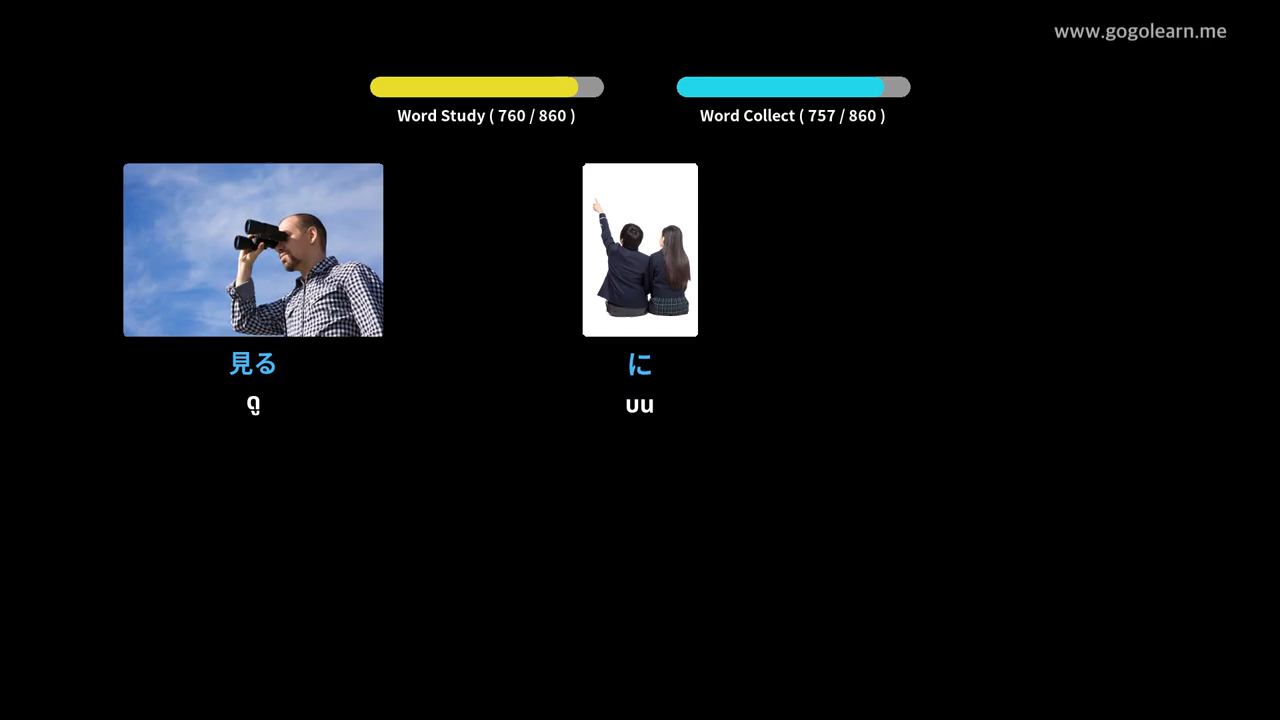 www.gogolearn.me
Word Study ( 760 / 860 )
Word Collect ( 757 / 860 )
見る
ดู
に
บน